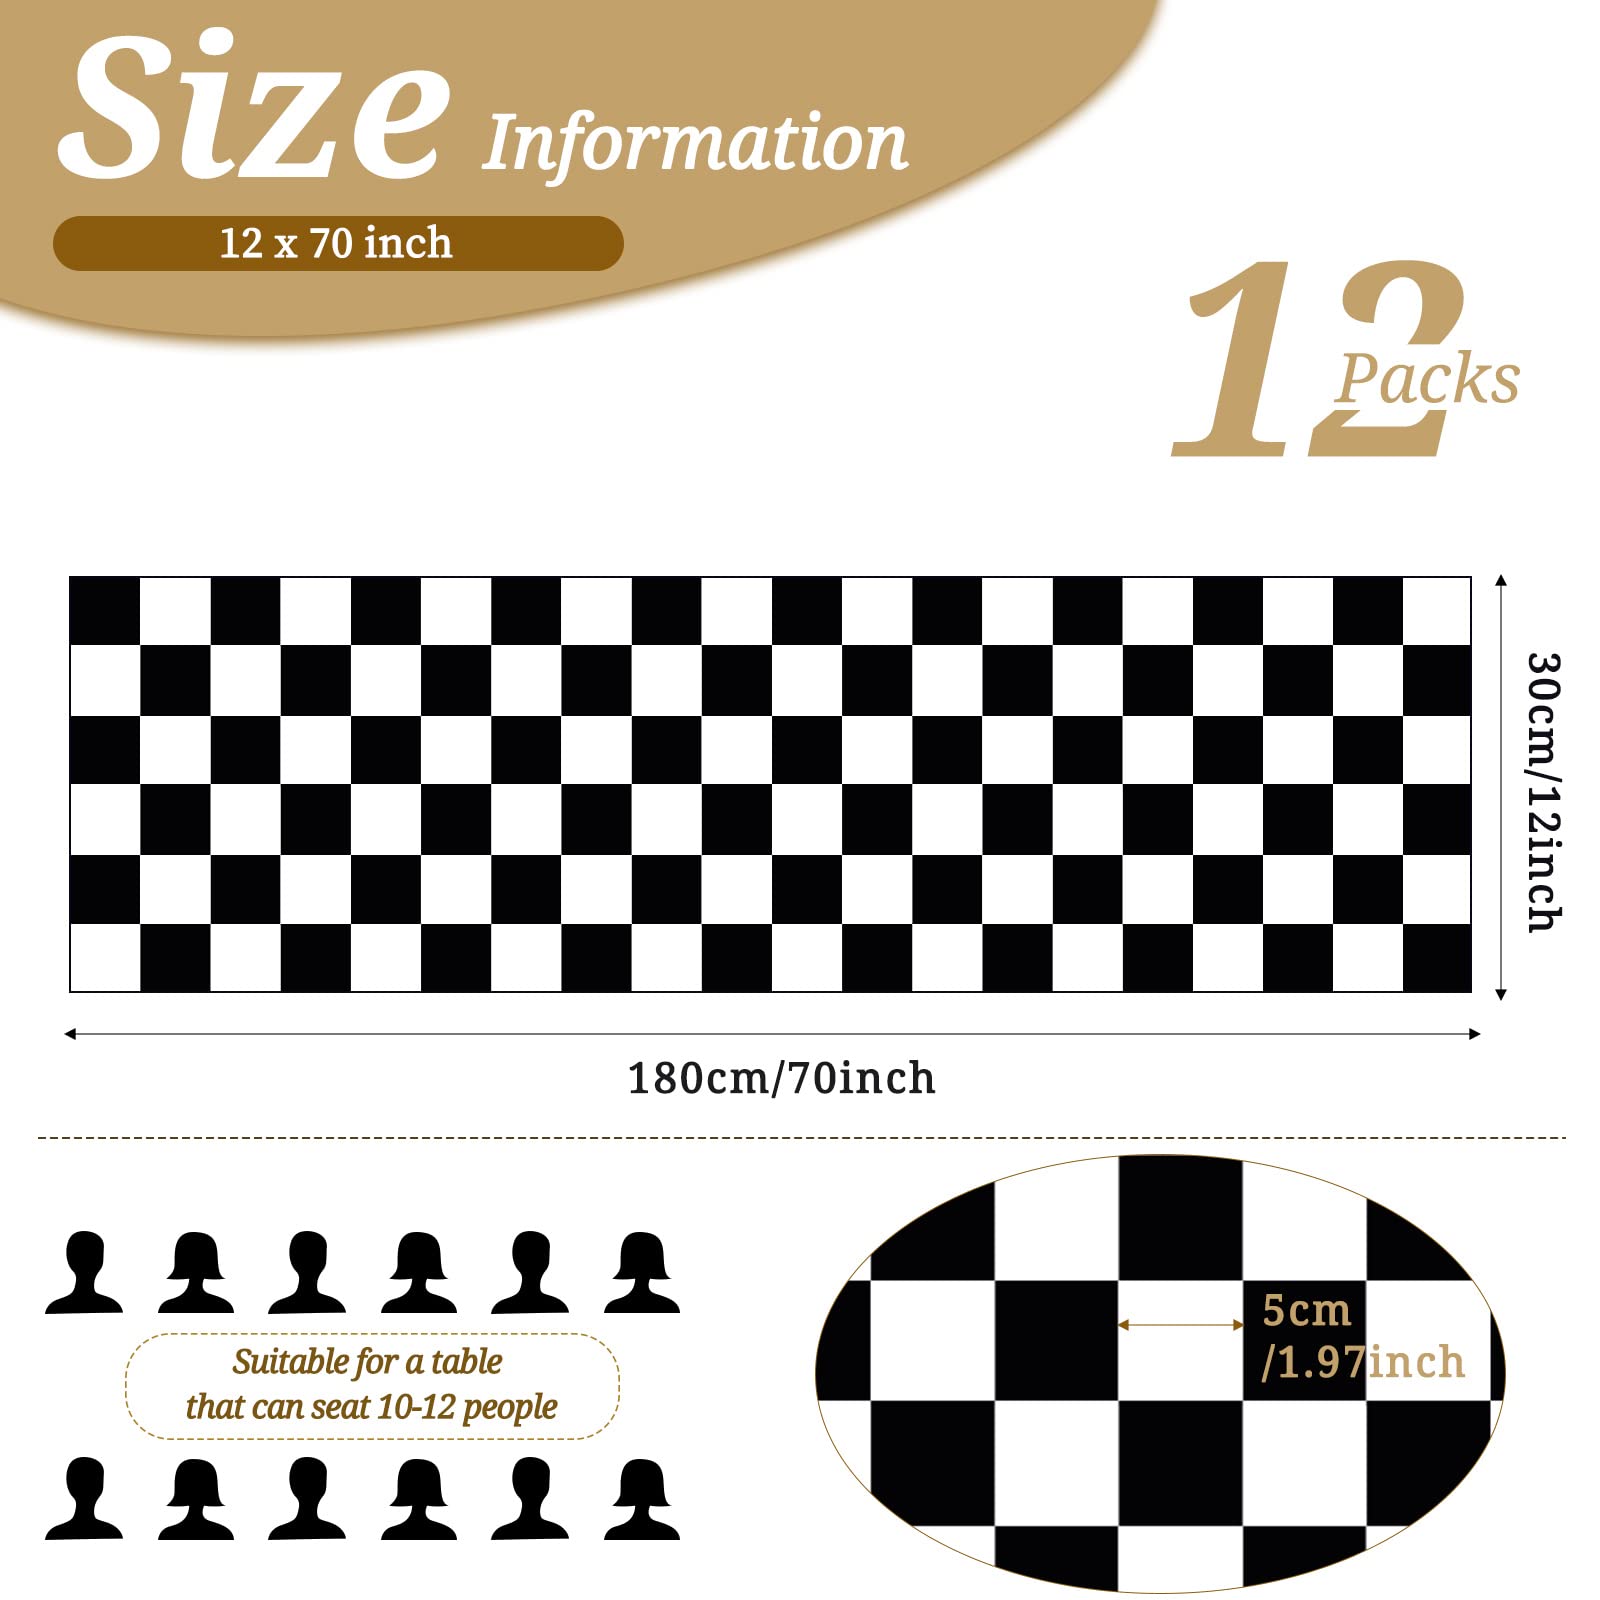 Size Information
12 x 70 inch
12
Packs
30cm/12inch
180cm/70inch
Suitable for a table
that can seat 10-12 people
5cm
/1.97inch